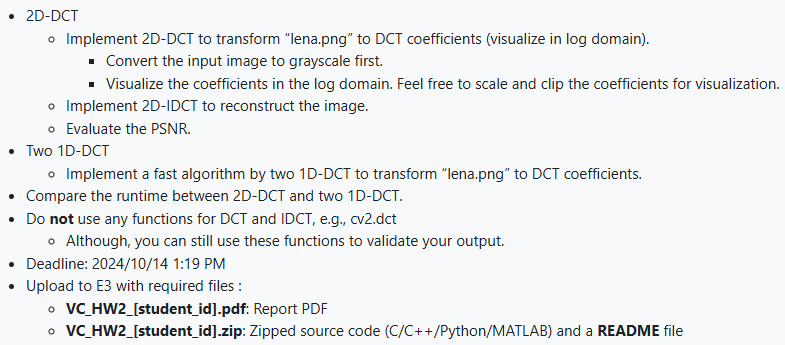 2D-DCT
Implement 2D-DCT to transform “lena.png” to DCT coefficients (visualize in log domain).
Convert the input image to grayscale first.
Visualize the coefficients in the log domain. Feel free to scale and clip the coefficients for visualization.
Implement 2D-IDCT to reconstruct the image.
Evaluate the PSNR.
Two 1D-DCT
Implement a fast algorithm by two 1D-DCT to transform “lena.png” to DCT coefficients.
Compare the runtime between 2D-DCT and two 1D-DCT.
Do not use any functions for DCT and IDCT, e.g., cv2.dct
Although, you can still use these functions to validate your output.
Deadline: 2024/10/14 1:19 PM
Upload to E3 with required files :
VC_HW2_[student_id].pdf: Report PDF
VC_HW2_[student_id].zip: Zipped source code (C/C++/Python/MATLAB) and a README file